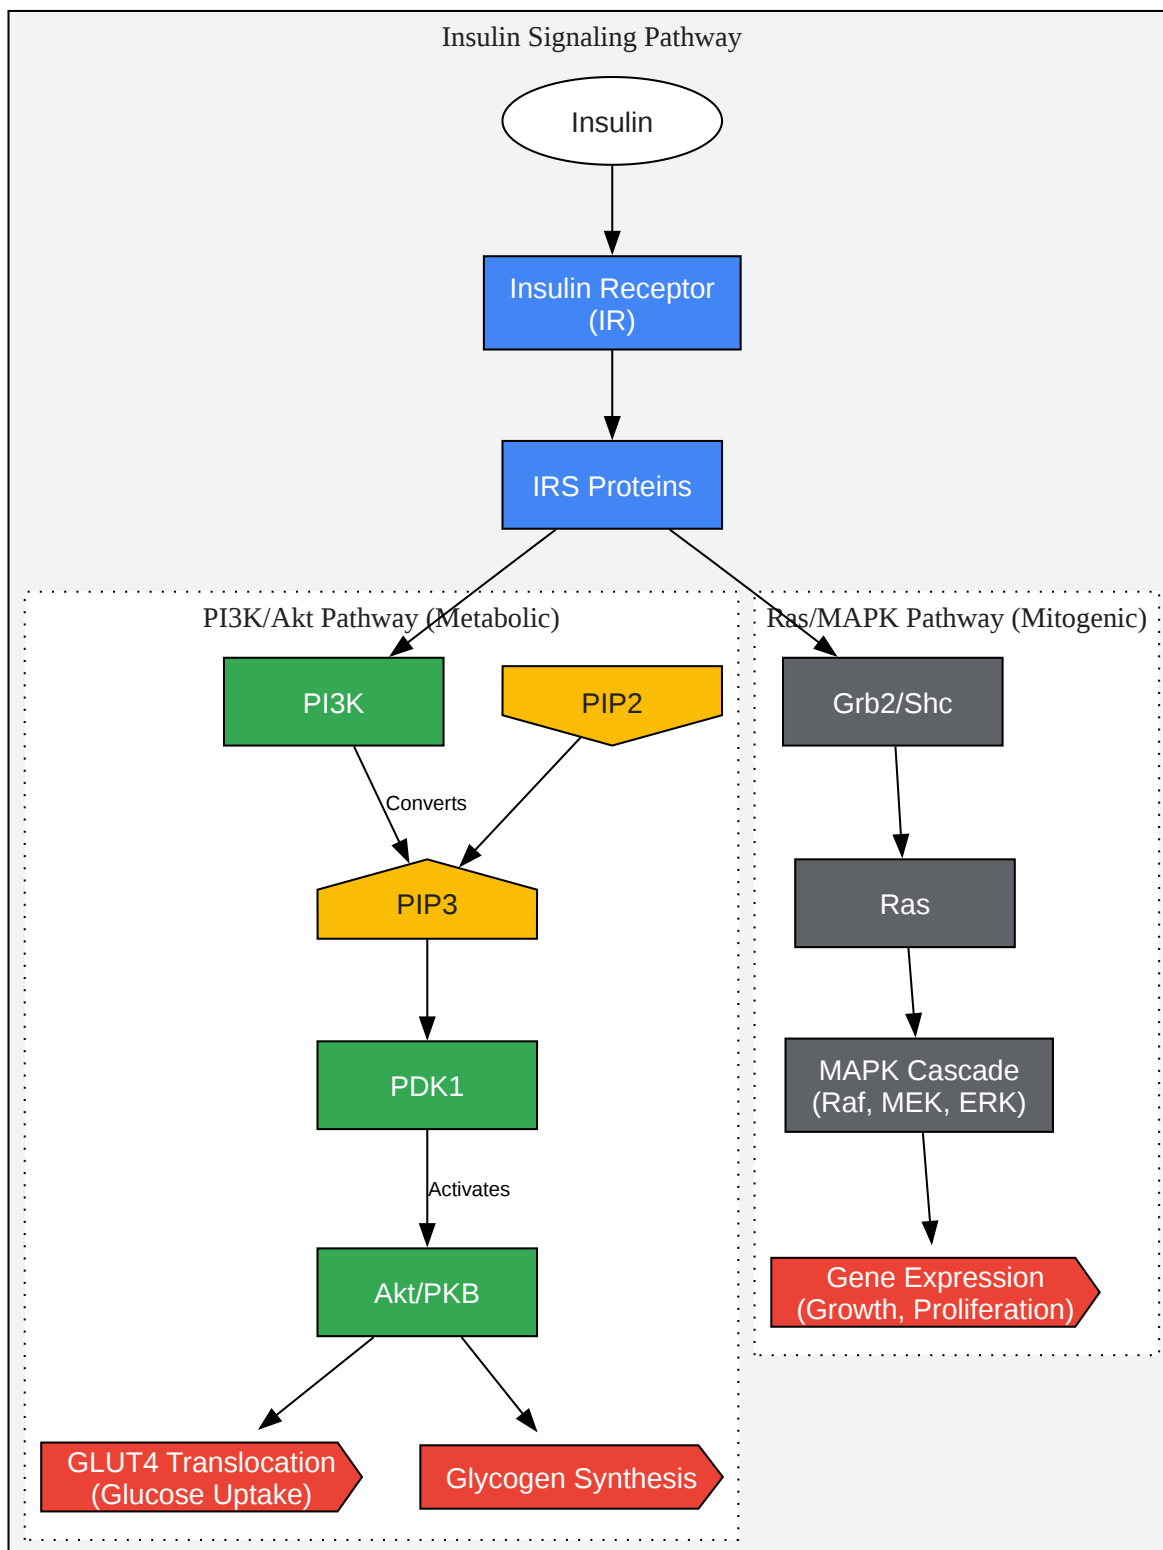 Insulin Signaling Pathway
Insulin
Insulin Receptor
(IR)
IRS Proteins
PI3K/Akt Pathway (Metabolic)
Ras/MAPK Pathway (Mitogenic)
PI3K
PIP2
Grb2/Shc
Converts
PIP3
Ras
PDK1
MAPK Cascade
(Raf, MEK, ERK)
Activates
Akt/PKB
Gene Expression
(Growth, Proliferation)
GLUT4 Translocation
(Glucose Uptake)
Glycogen Synthesis